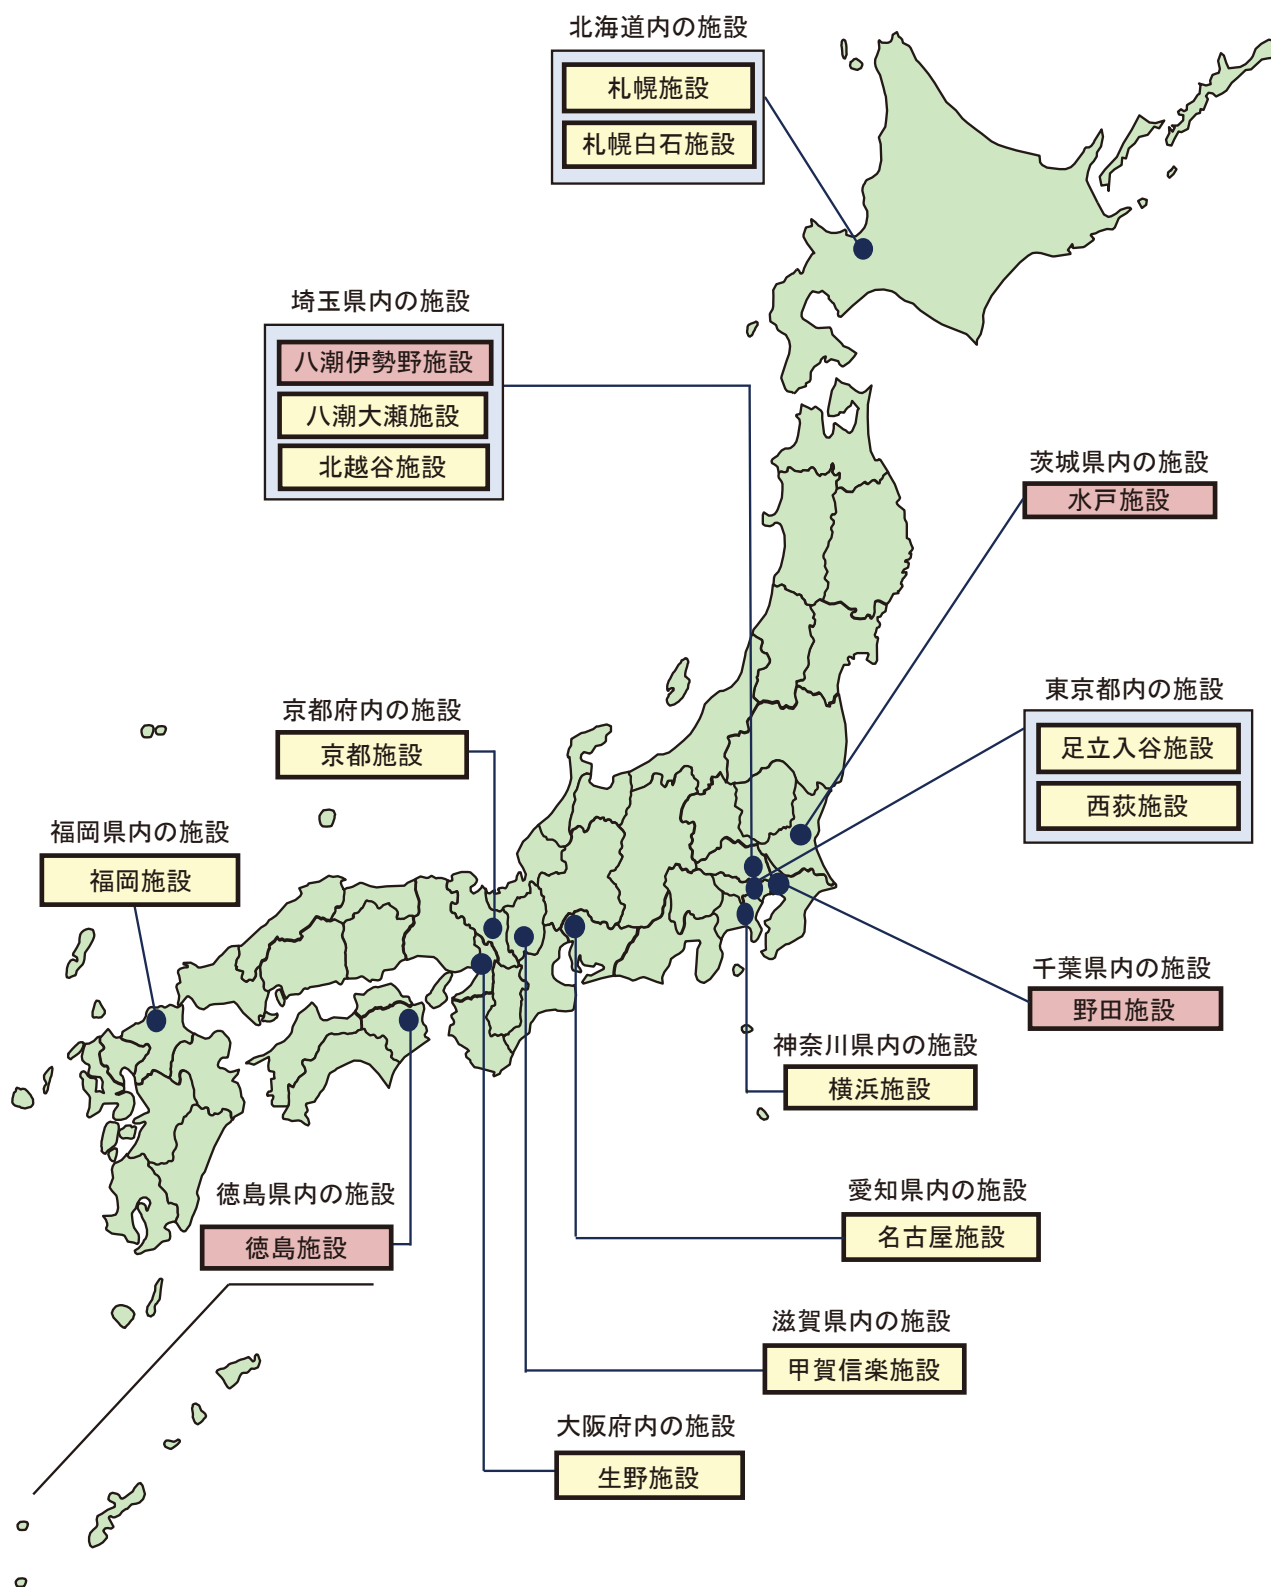 北海道内の施設
札幌施設
札幌白石施設
埼玉県内の施設
八潮伊勢野施設
八潮大瀬施設
北越谷施設
茨城県内の施設
水戸施設
東京都内の施設
足立入谷施設
西荻施設
京都府内の施設
京都施設
福岡県内の施設
福岡施設
千葉県内の施設
野田施設
神奈川県内の施設
横浜施設
徳島県内の施設
徳島施設
愛知県内の施設
名古屋施設
滋賀県内の施設
甲賀信楽施設
大阪府内の施設
生野施設